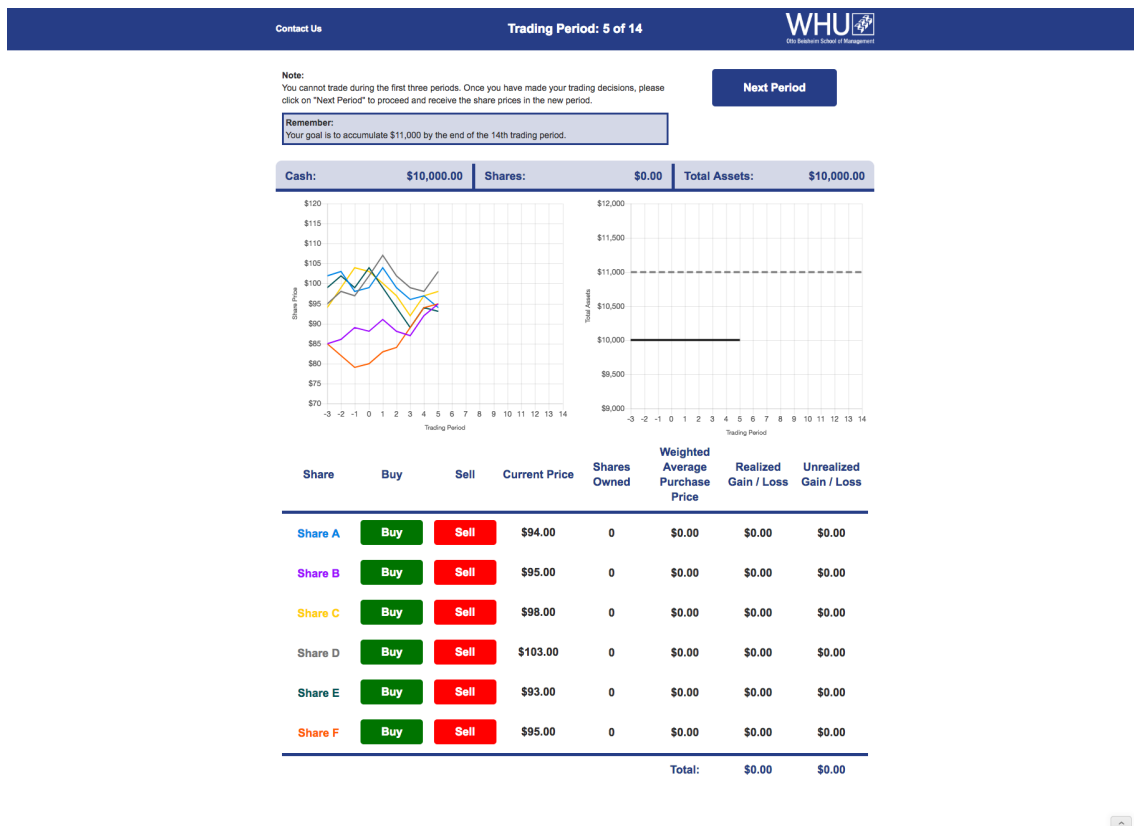 Contact Us
Trading Period: 5 of 14
WHU
Otto Beisheim School of Management
Note:
You cannot trade during the first three periods. Once you have made your trading decisions, please
click on "Next Period" to proceed and receive the share prices in the new period.
Next Period
Remember:
Your goal is to accumulate $11,000 by the end of the 14th trading period.
Cash: $10,000.00 Shares: $0.00 Total Assets: $10,000.00
$120
$115
$110
$105
$100
$95
$90
$85
$80
$75
$70
Share Price
-3 -2 -1 0 1 2 3 4 5 6 7 8 9 10 11 12 13 14
Trading Period
$12,000
$11,500
$11,000
$10,500
$10,000
$9,500
$9,000
Total Assets
-3 -2 -1 0 1 2 3 4 5 6 7 8 9 10 11 12 13 14
Trading Period
Share Buy Sell Current Price Shares Owned Weighted Average Purchase Price Realized Gain / Loss Unrealized Gain / Loss
Share A Buy Sell $94.00 0 $0.00 $0.00 $0.00
Share B Buy Sell $95.00 0 $0.00 $0.00 $0.00
Share C Buy Sell $98.00 0 $0.00 $0.00 $0.00
Share D Buy Sell $103.00 0 $0.00 $0.00 $0.00
Share E Buy Sell $93.00 0 $0.00 $0.00 $0.00
Share F Buy Sell $95.00 0 $0.00 $0.00 $0.00
Total: $0.00 $0.00